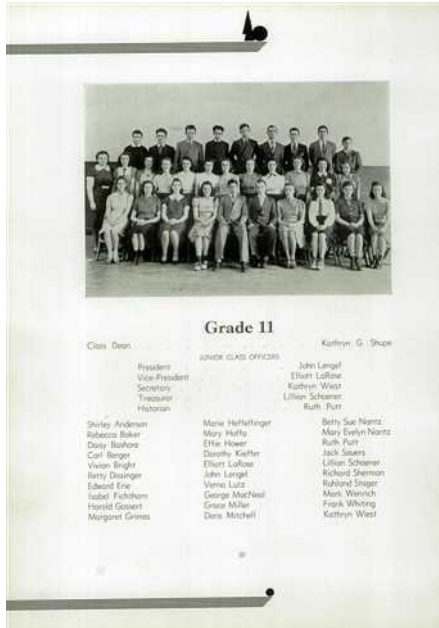 Grade 11
Class Dean Kathryn G. Shupe
JUNIOR CLASS OFFICERS
President John Lengel
Vice-President Elliott LaRose
Secretary Kathryn Wiest
Treasurer Lillian Schoener
Historian Ruth Putt
Shirley Anderson
Rebecca Baker
Daisy Bashore
Carl Berger
Vivian Bright
Betty Dissinger
Edward Erie
Isabel Fichthorn
Harold Gossert
Margaret Grimes
Marie Heffelfinger
Mary Hoffa
Effie Hower
Dorothy Kieffer
Elliott LaRose
John Lengel
Verna Lutz
George MacNeal
Grace Miller
Doris Mitchell
Betty Sue Nantz
Mary Evelyn Nantz
Ruth Putt
Jack Sauers
Lillian Schoener
Richard Sherman
Rohland Stager
Mark Wenrich
Frank Whiting
Kathryn Wiest